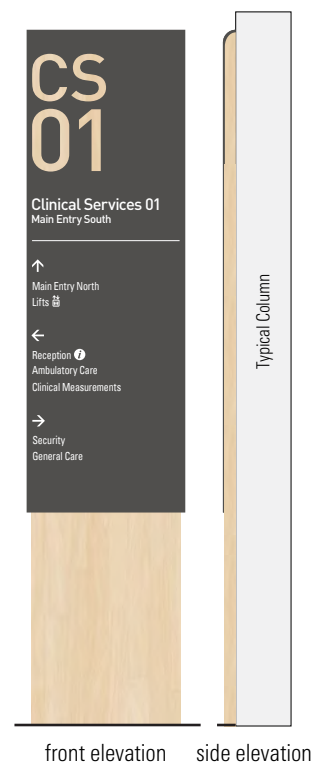 CS
01
Clinical Services 01
Main Entry South
↑
Main Entry North
Lifts
←
Reception i
Ambulatory Care
Clinical Measurements
→
Security
General Care
Typical Column
front elevation
side elevation